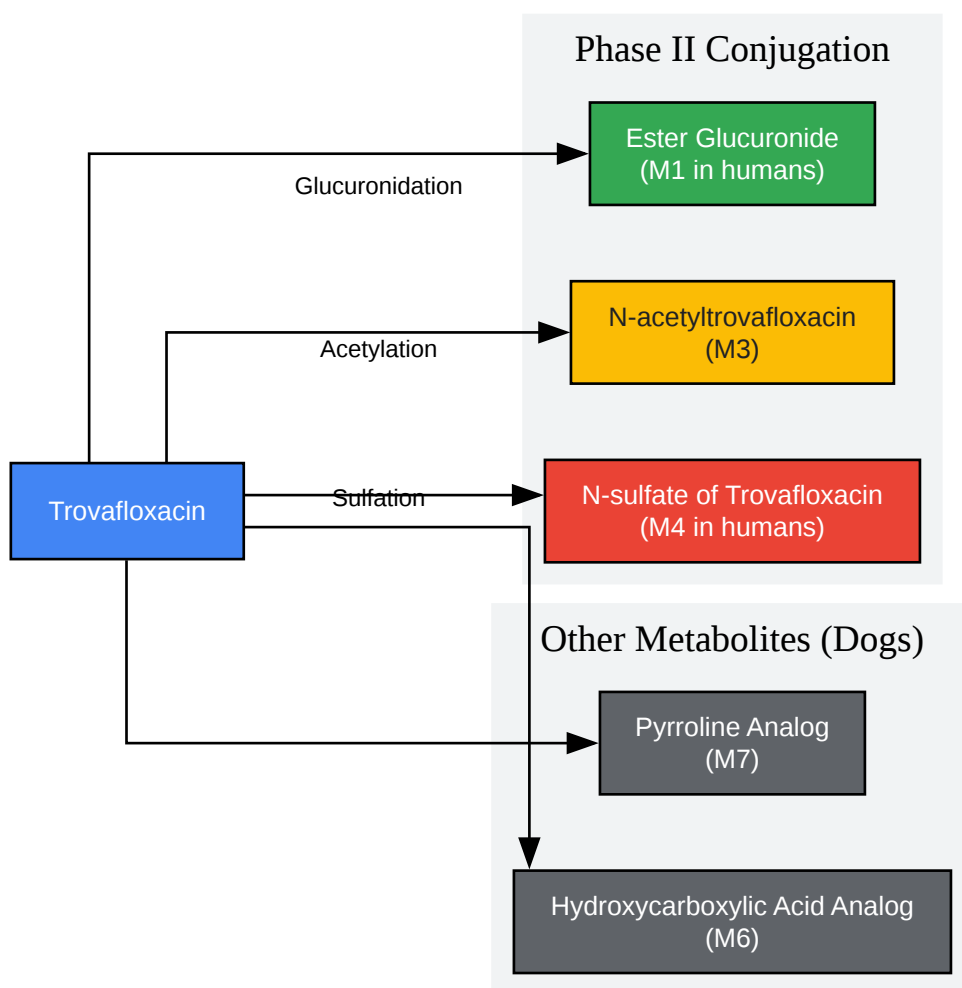 Phase II Conjugation
Ester Glucuronide
(M1 in humans)
Glucuronidation
N-acetyltrovafloxacin
(M3)
Acetylation
Trovafloxacin
Sulfation
N-sulfate of Trovafloxacin
(M4 in humans)
Other Metabolites (Dogs)
Pyrroline Analog
(M7)
Hydroxycarboxylic Acid Analog
(M6)